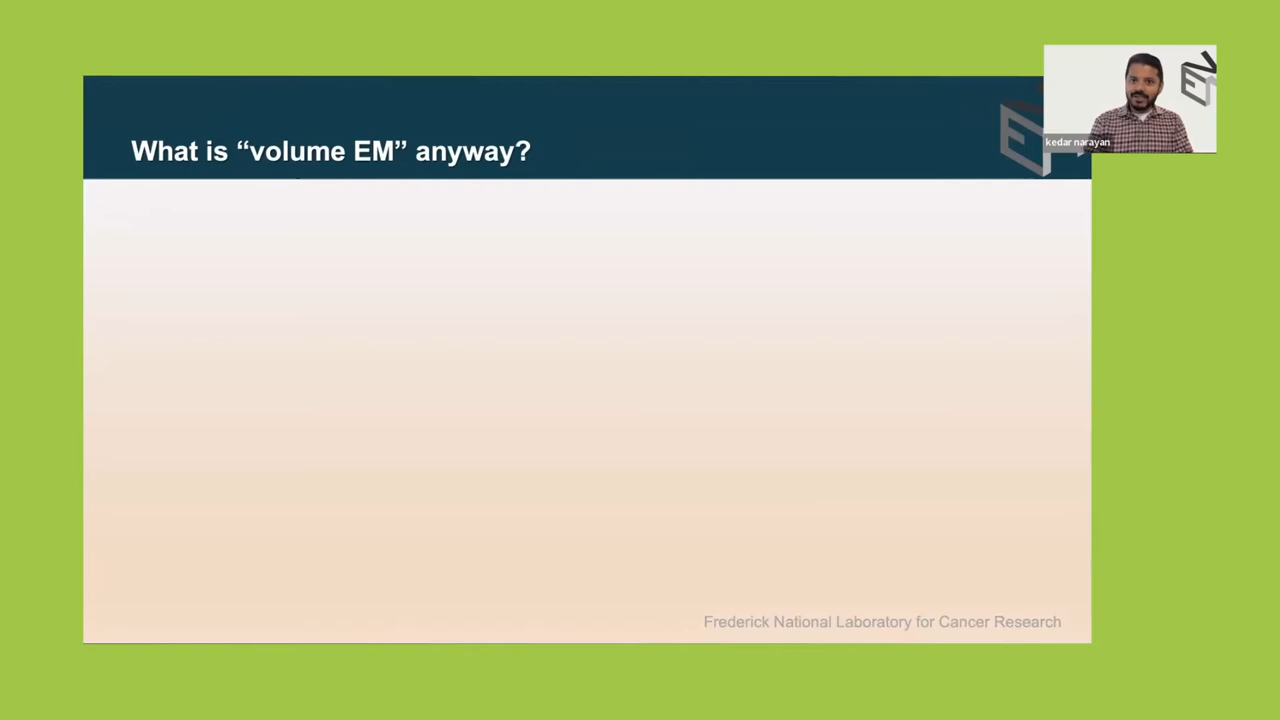 What is “volume EM” anyway?
kedar narayan
Frederick National Laboratory for Cancer Research